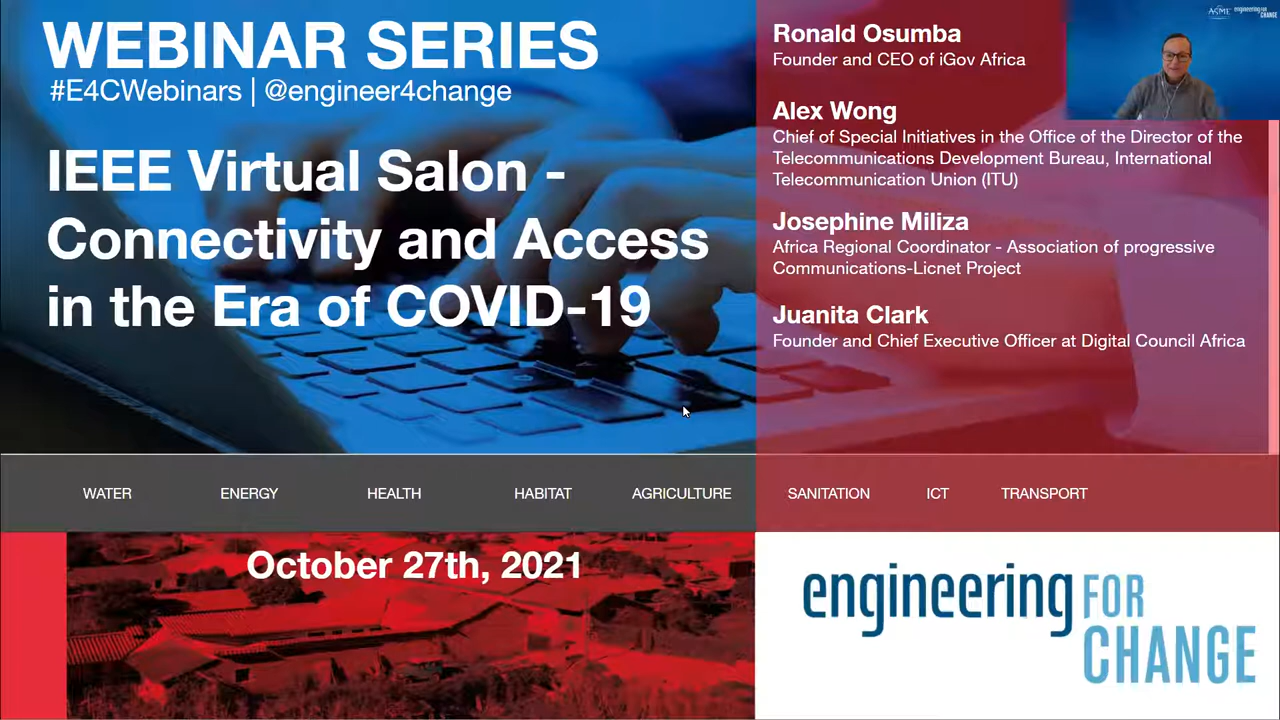 WEBINAR SERIES
#E4CWebinars | @engineer4change
IEEE Virtual Salon -
Connectivity and Access
in the Era of COVID-19
Ronald Osumba
Founder and CEO of iGov Africa
Alex Wong
Chief of Special Initiatives in the Office of the Director of the
Telecommunications Development Bureau, International
Telecommunication Union (ITU)
Josephine Miliza
Africa Regional Coordinator - Association of progressive
Communications-Licnet Project
Juanita Clark
Founder and Chief Executive Officer at Digital Council Africa
ASME engineering FOR CHANGE
WATER ENERGY HEALTH HABITAT AGRICULTURE SANITATION ICT TRANSPORT
October 27th, 2021
engineering FOR
CHANGE